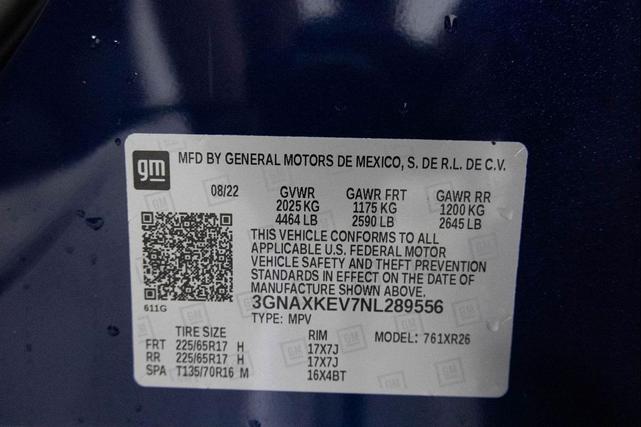 gm MFD BY GENERAL MOTORS DE MEXICO, S. DE R.L. DE C.V.
08/22 GVWR GAWR FRT GAWR RR
2025 KG 1175 KG 1200 KG
4464 LB 2590 LB 2645 LB
THIS VEHICLE CONFORMS TO ALL
APPLICABLE U.S. FEDERAL MOTOR
VEHICLE SAFETY AND THEFT PREVENTION
STANDARDS IN EFFECT ON THE DATE OF
MANUFACTURE SHOWN ABOVE.
3GNAXKEV7NL289556
611G
TYPE: MPV
TIRE SIZE RIM MODEL: 761XR26
FRT 225/65R17 H 17X7J
RR 225/65R17 H 17X7J
SPA T135/70R16 M 16X4BT